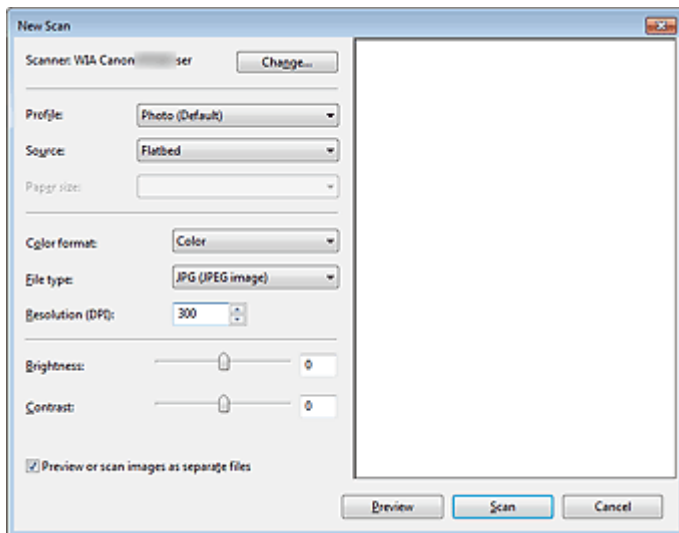 New Scan
Scanner: WIA Canon ser
Change...
Profile:
Photo (Default)
Source:
Flatbed
Paper size:
Color format:
Color
File type:
JPG (JPEG image)
Resolution (DPI):
300
Brightness:
0
Contrast:
0
Preview or scan images as separate files
Preview
Scan
Cancel